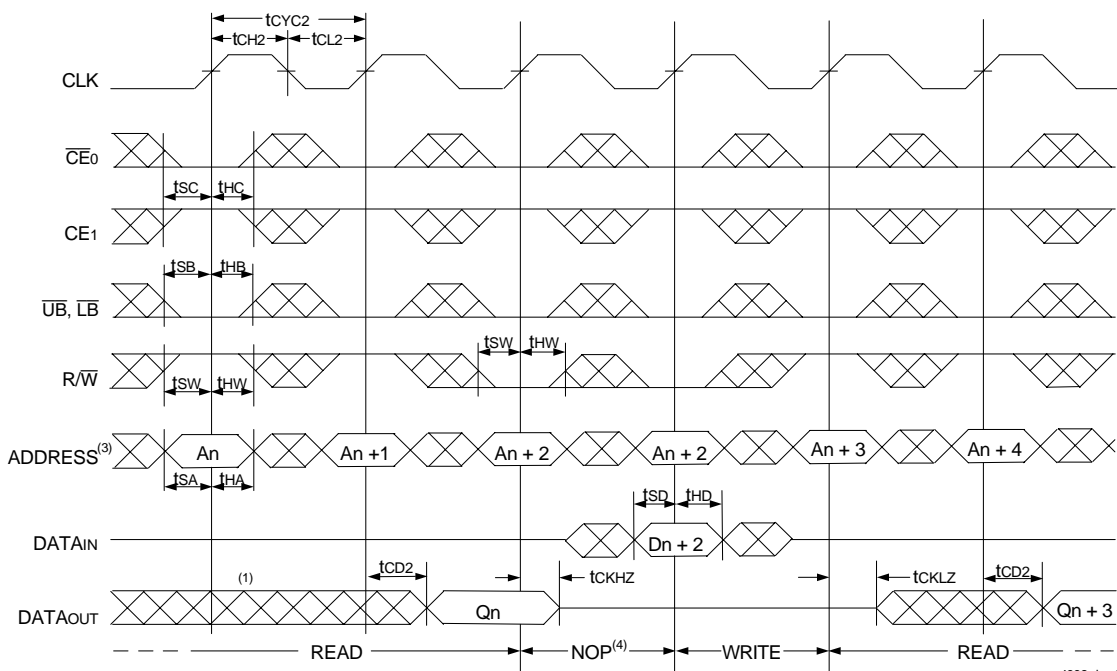 tCYC2
tCH2 tCL2
CLK
CE0
tSC tHC
CE1
tSB tHB
UB, LB
tSW tHW
R/W
tSW tHW
ADDRESS(3) An An +1 An + 2 An + 2 An + 3 An + 4
tSA tHA
tSD tHD
DATAIN Dn + 2
tCD2 tCKHZ tCKLZ tCD2
(1)
DATAOUT Qn Qn + 3
READ NOP(4) WRITE READ